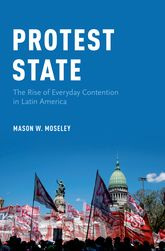 PROTEST
STATE
The Rise of Everyday Contention
in Latin America
MASON W. MOSELEY